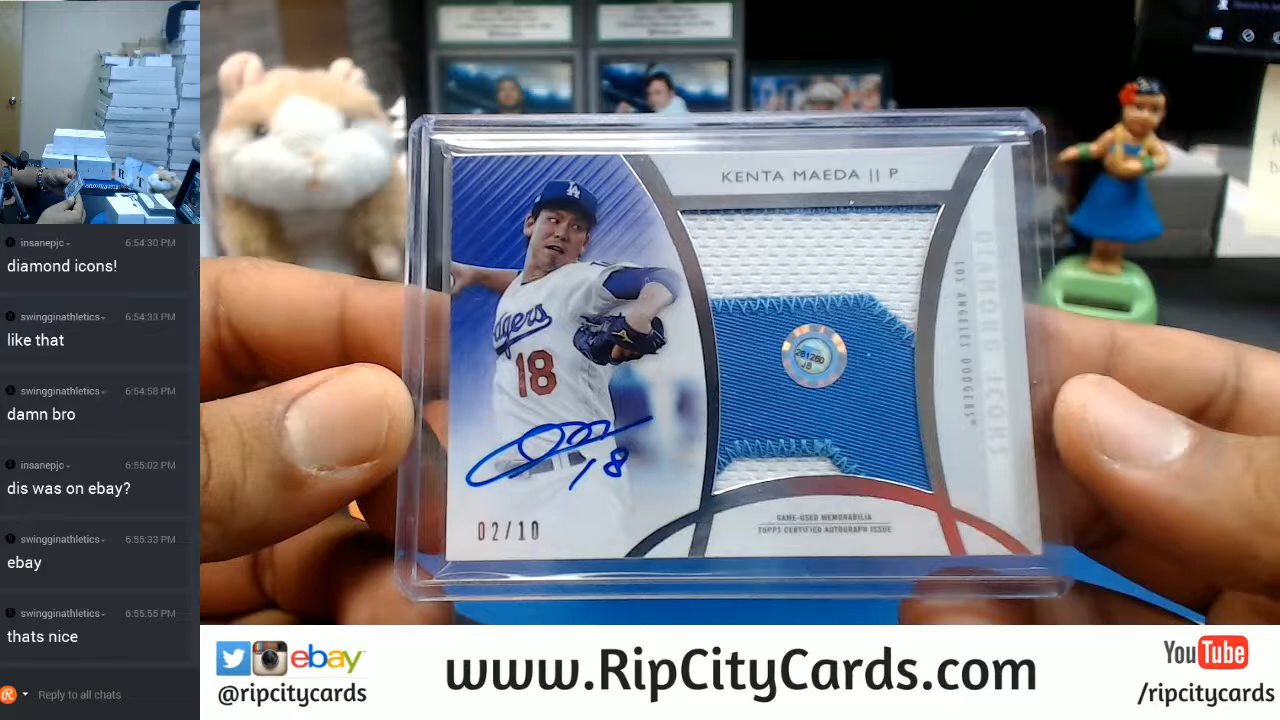 insanepjc 6:54:30 PM
diamond icons!
swingginathletics 6:54:33 PM
like that
swingginathletics 6:54:58 PM
damn bro
insanepjc 6:55:02 PM
dis was on ebay?
swingginathletics 6:55:33 PM
ebay
swingginathletics 6:55:55 PM
thats nice
Reply to all chats
KENTA MAEDA || P
DIAMOND ICONS
LOS ANGELES DODGERS
LA
Dodgers
18
18
02/10
281260
JB
GAME-USED MEMORABILIA
TOPPS CERTIFIED AUTOGRAPH ISSUE
ebay
@ripcitycards
www.RipCityCards.com
YouTube
/ripcitycards